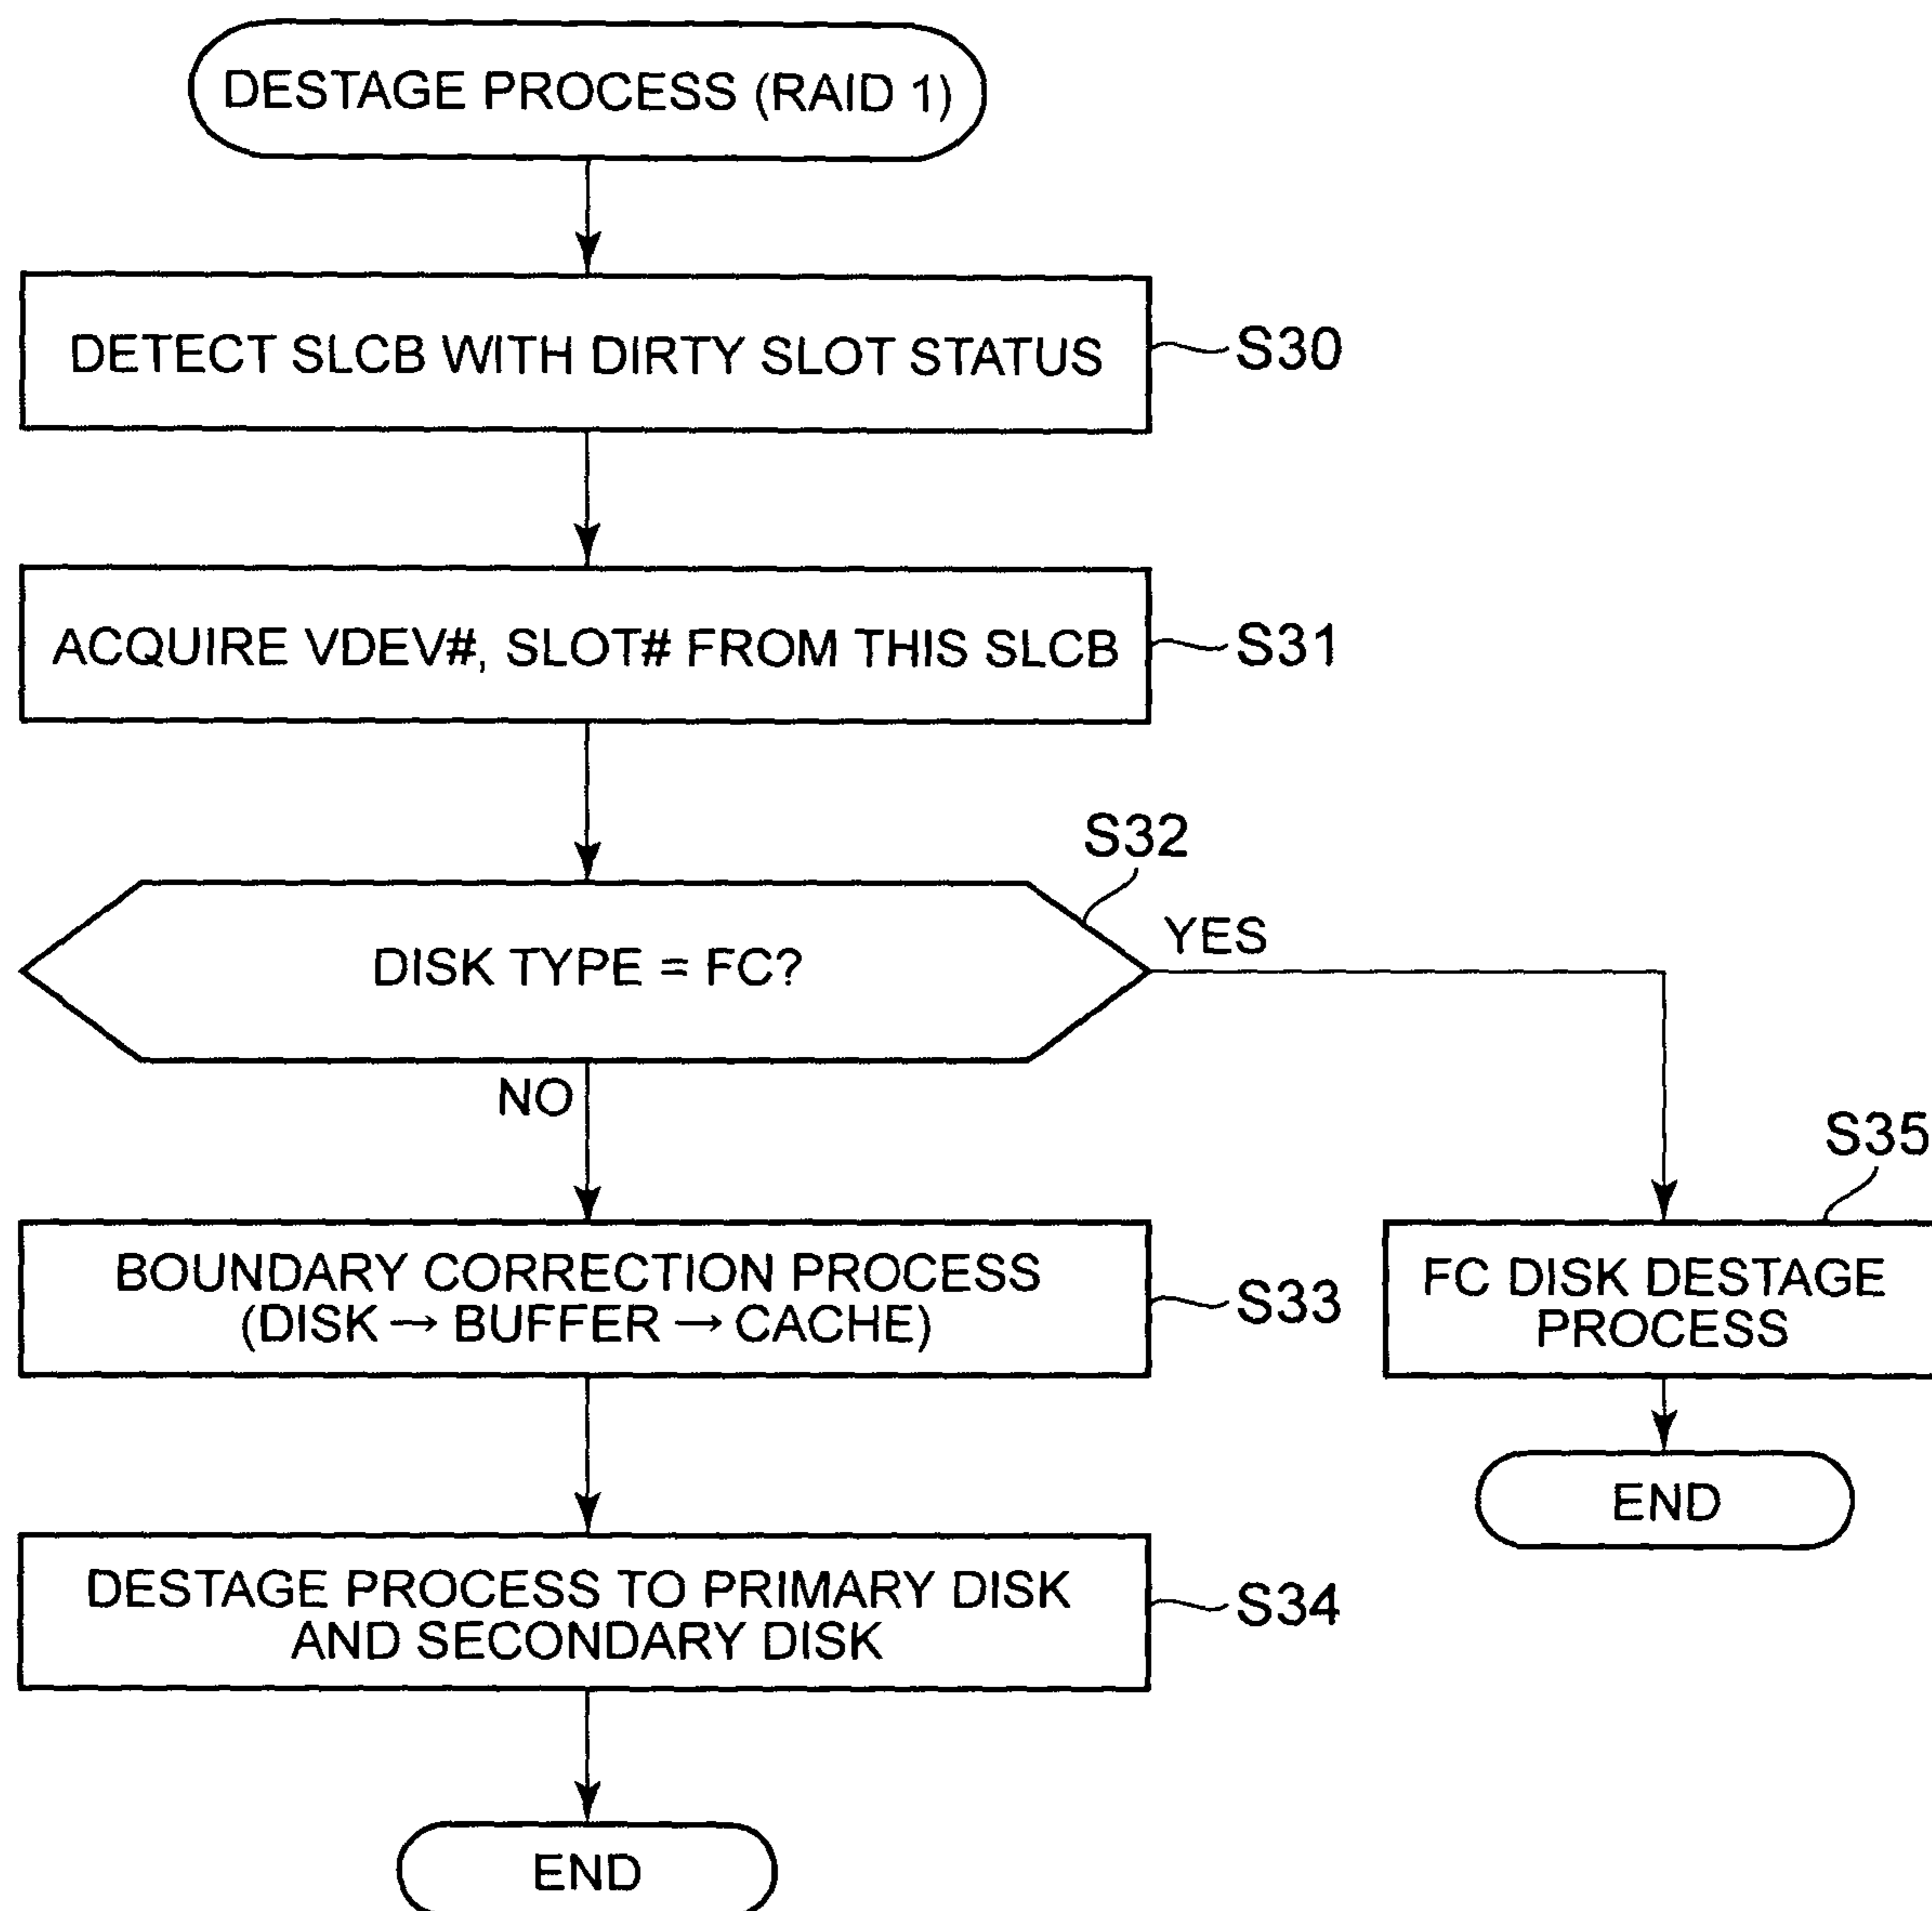 DESTAGE PROCESS (RAID 1)
DETECT SLCB WITH DIRTY SLOT STATUS
S30
ACQUIRE VDEV#, SLOT# FROM THIS SLCB
S31
S32
DISK TYPE = FC?
YES
NO
S35
BOUNDARY CORRECTION PROCESS
(DISK → BUFFER → CACHE)
S33
FC DISK DESTAGE
PROCESS
END
DESTAGE PROCESS TO PRIMARY DISK
AND SECONDARY DISK
S34
END